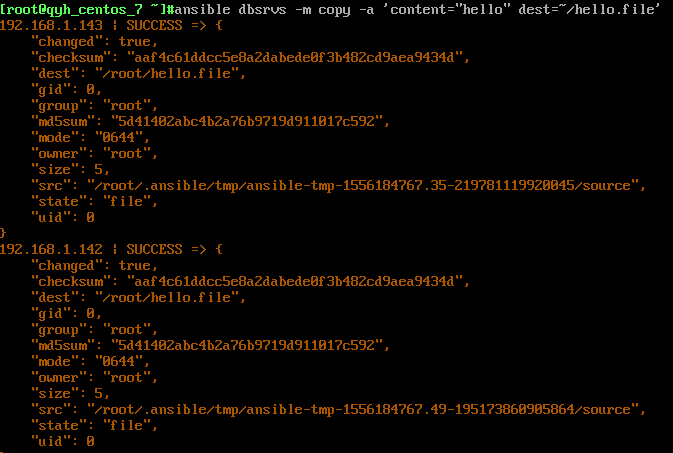 [root@qyh_centos_7 ~]#ansible dbsrvs -m copy -a 'content="hello" dest=~/hello.file'
192.168.1.143 | SUCCESS => {
    "changed": true,
    "checksum": "aaf4c61ddcc5e8a2dabede0f3b482cd9aea9434d",
    "dest": "/root/hello.file",
    "gid": 0,
    "group": "root",
    "md5sum": "5d41402abc4b2a76b9719d911017c592",
    "mode": "0644",
    "owner": "root",
    "size": 5,
    "src": "/root/.ansible/tmp/ansible-tmp-1556184767.35-219781119920045/source",
    "state": "file",
    "uid": 0
}
192.168.1.142 | SUCCESS => {
    "changed": true,
    "checksum": "aaf4c61ddcc5e8a2dabede0f3b482cd9aea9434d",
    "dest": "/root/hello.file",
    "gid": 0,
    "group": "root",
    "md5sum": "5d41402abc4b2a76b9719d911017c592",
    "mode": "0644",
    "owner": "root",
    "size": 5,
    "src": "/root/.ansible/tmp/ansible-tmp-1556184767.49-195173860905864/source",
    "state": "file",
    "uid": 0